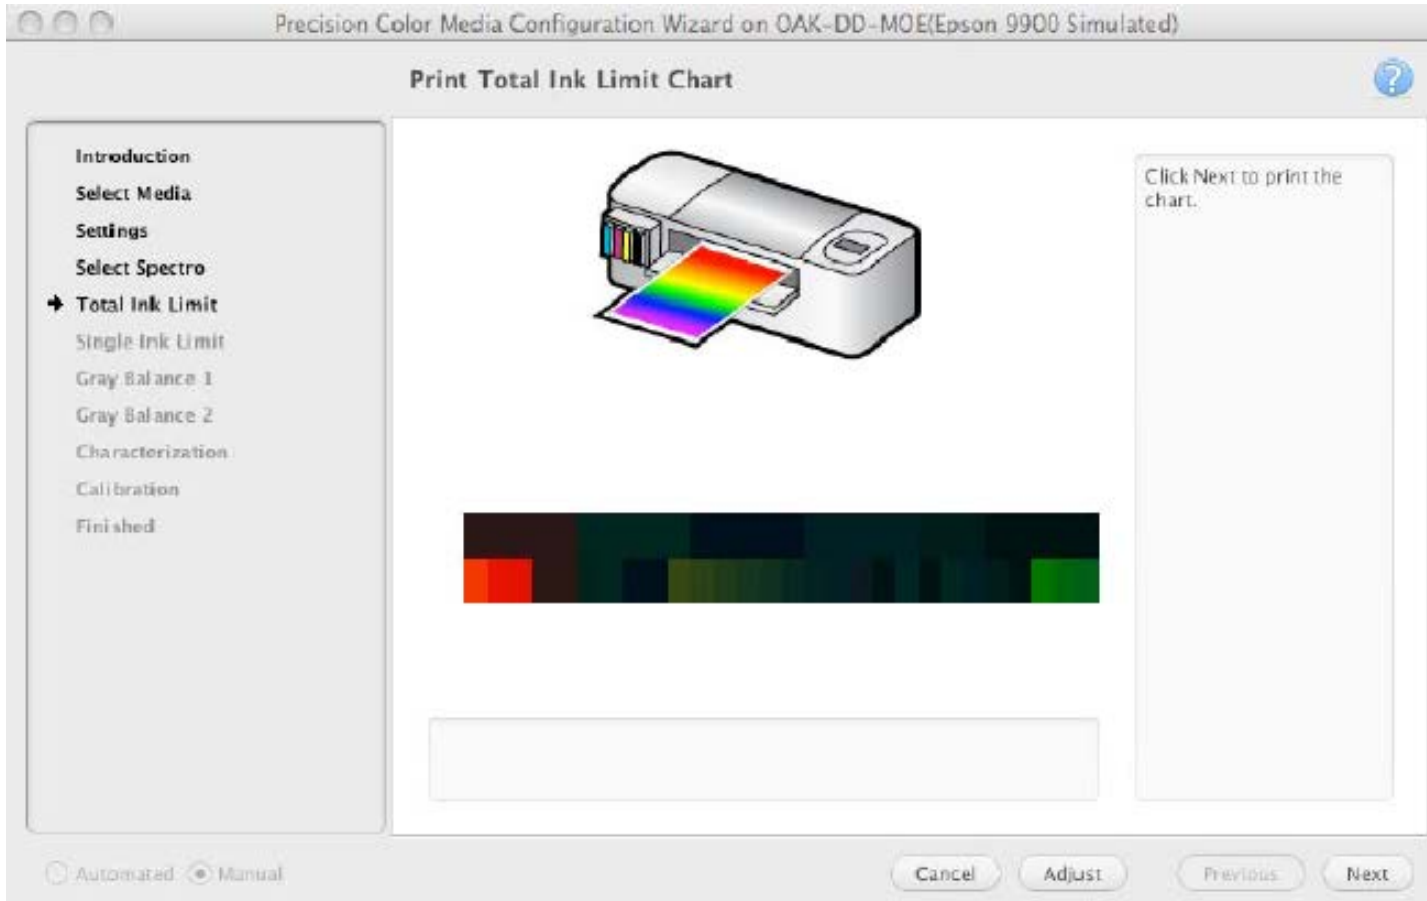 Precision Color Media Configuration Wizard on OAK-DD-MOE(Epson 9900 Simulated)
Print Total Ink Limit Chart
?
Introduction
Select Media
Settings
Select Spectro
Total Ink Limit
Single Ink Limit
Gray Balance 1
Gray Balance 2
Characterization
Calibration
Finished
Click Next to print the
chart.
Automated Manual
Cancel Adjust Previous Next